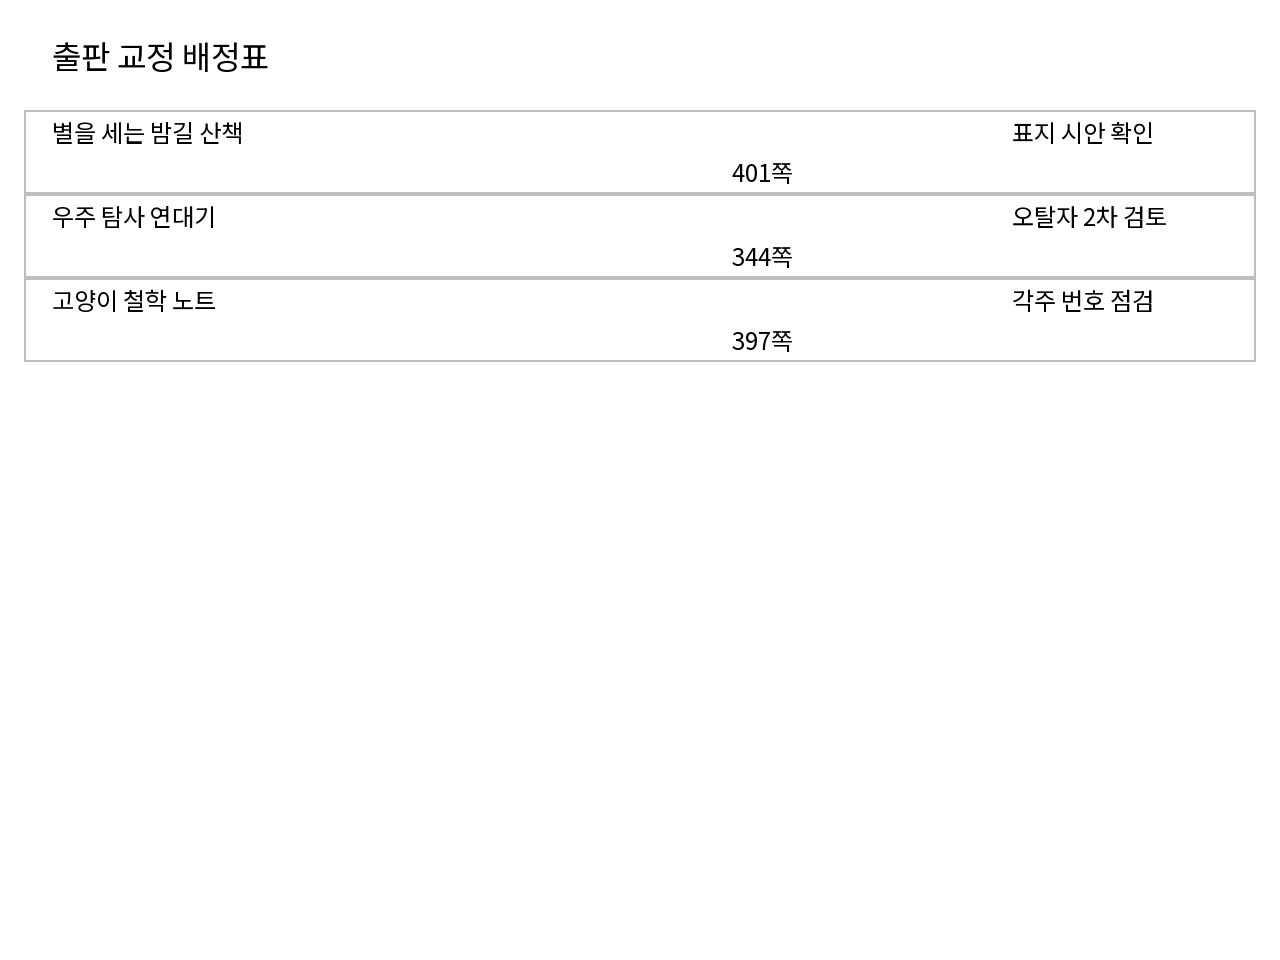 출판 교정 배정표
별을 세는 밤길 산책 표지 시안 확인
401쪽
우주 탐사 연대기 오탈자 2차 검토
344쪽
고양이 철학 노트 각주 번호 점검
397쪽